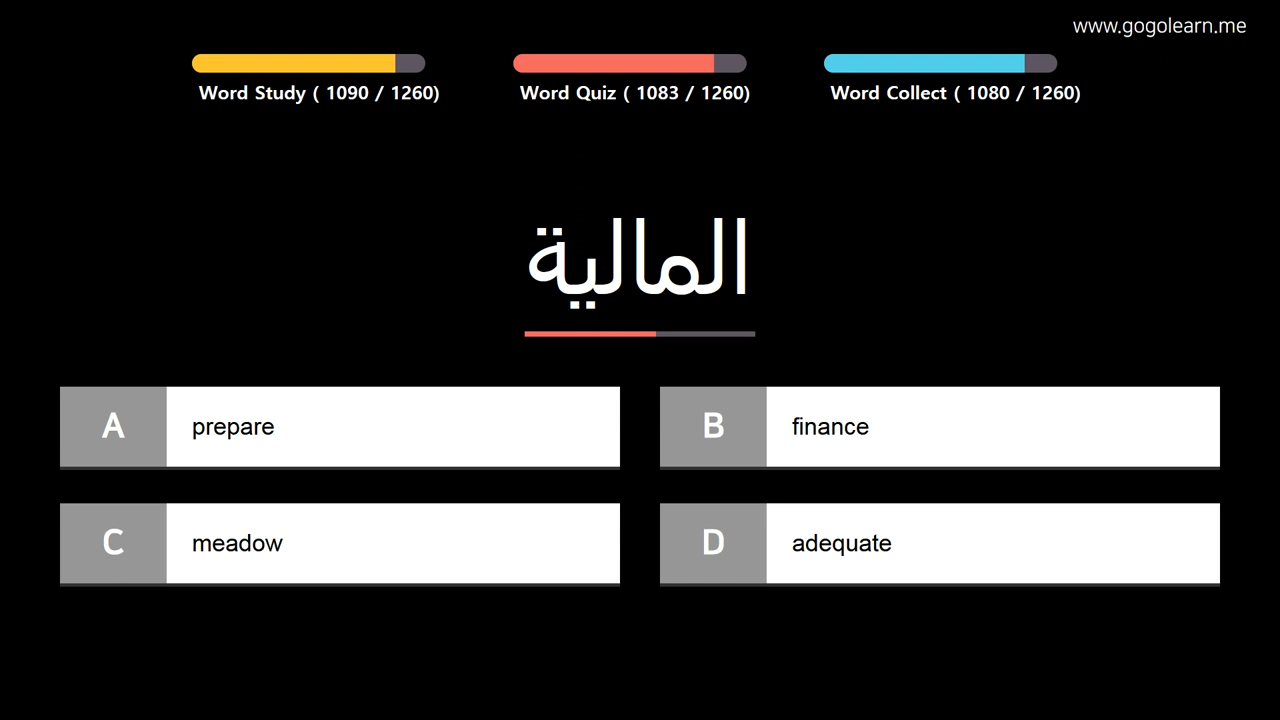 www.gogolearn.me
Word Study ( 1090 / 1260)
Word Quiz ( 1083 / 1260)
Word Collect ( 1080 / 1260)
المالية
A prepare
B finance
C meadow
D adequate